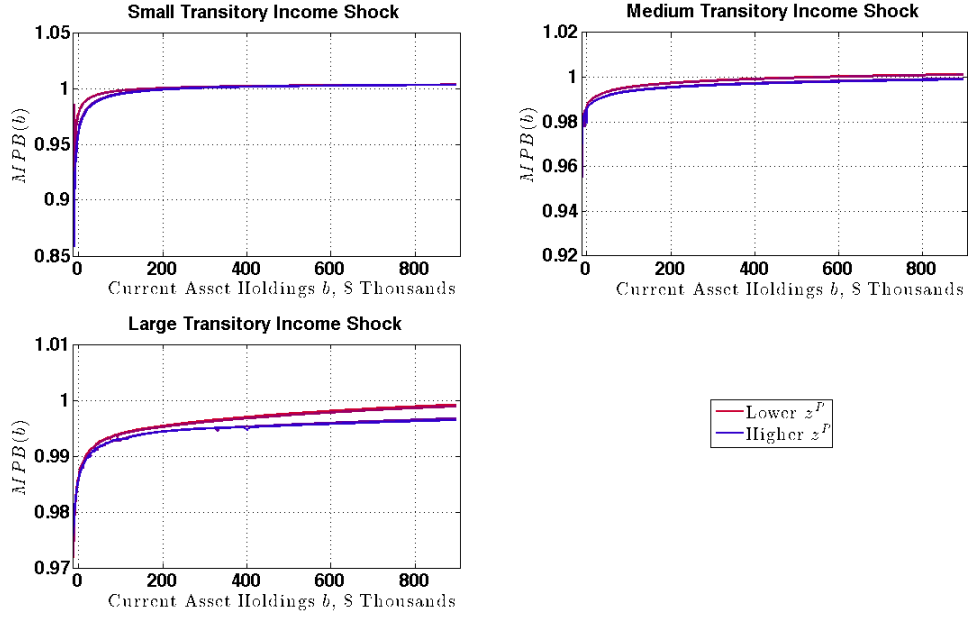 Small Transitory Income Shock
1.05
1
0.95
0.9
0.85
MPB(b)
0 200 400 600 800
Current Asset Holdings b, $ Thousands
Medium Transitory Income Shock
1.02
1
0.98
0.96
0.94
0.92
MPB(b)
0 200 400 600 800
Current Asset Holdings b, $ Thousands
Large Transitory Income Shock
1.01
1
0.99
0.98
0.97
MPB(b)
0 200 400 600 800
Current Asset Holdings b, $ Thousands
Lower z^P
Higher z^P